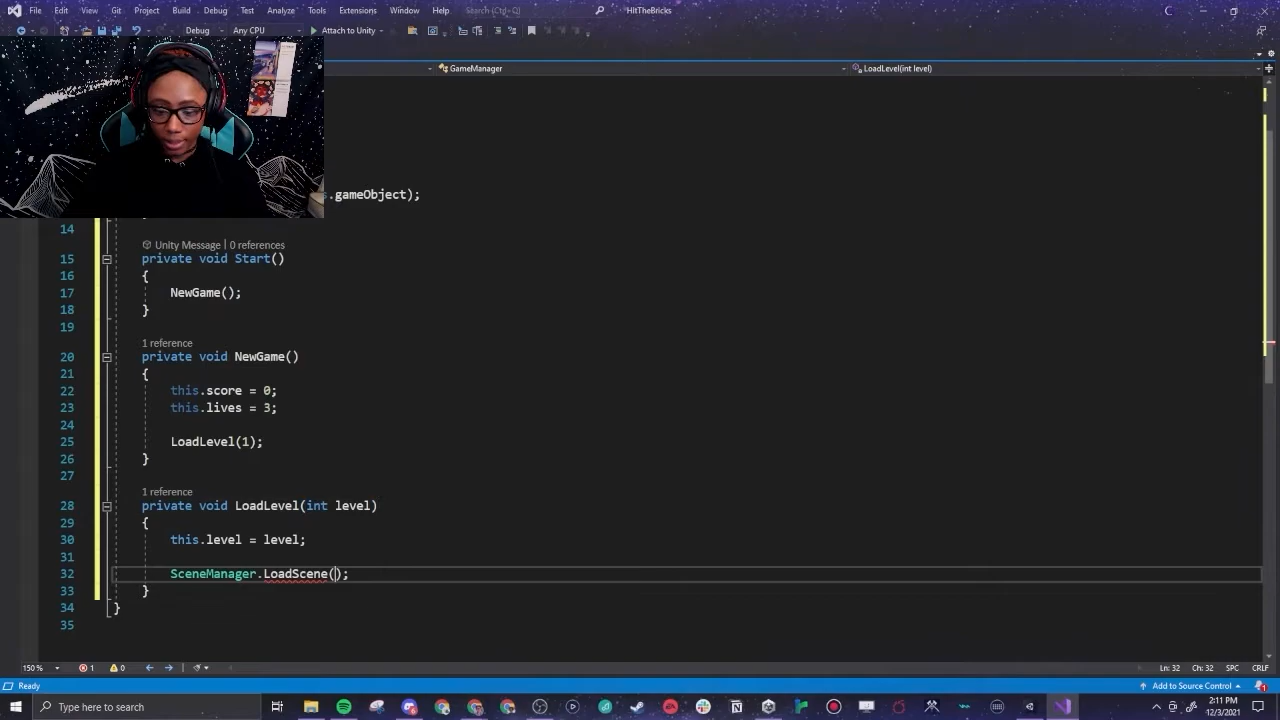 File Edit View Git Project Build Debug Test Analyze Tools Extensions Window Help Search (Ctrl+Q) HitTheBricks
Debug Any CPU Attach to Unity
GameManager LoadLevel(int level)
s.gameObject);
14
Unity Message | 0 references
15 private void Start()
16 {
17 NewGame();
18 }
19
1 reference
20 private void NewGame()
21 {
22 this.score = 0;
23 this.lives = 3;
24
25 LoadLevel(1);
26 }
27
1 reference
28 private void LoadLevel(int level)
29 {
30 this.level = level;
31
32 SceneManager.LoadScene();
33 }
34 }
35
150 % 1 0 Ln: 32 Ch: 32 SPC CRLF
Ready Add to Source Control 1
Type here to search 2:11 PM
12/3/2021